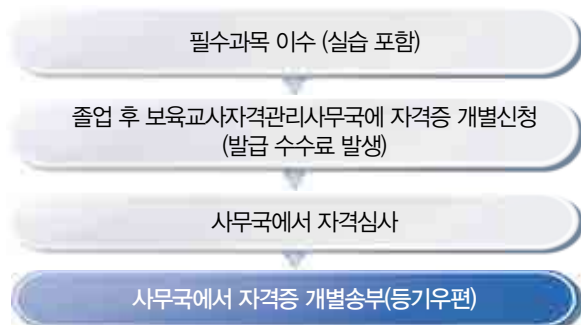 필수과목 이수 (실습 포함)
졸업 후 보육교사자격관리사무국에 자격증 개별신청
(발급 수수료 발생)
사무국에서 자격심사
사무국에서 자격증 개별송부(등기우편)